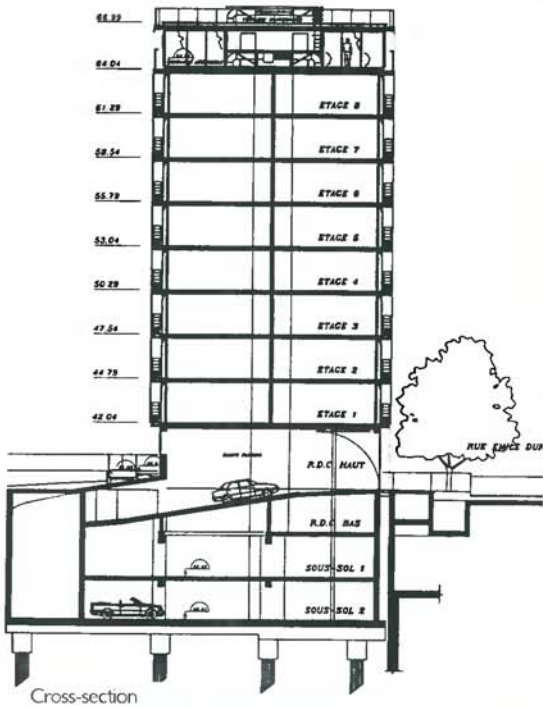 66.99
64.04
61.29
ETAGE 8
58.54
ETAGE 7
55.79
ETAGE 6
53.04
ETAGE 5
50.29
ETAGE 4
47.54
ETAGE 3
44.79
ETAGE 2
42.04
ETAGE 1
RUE
R.D.C HAUT
R.D.C BAS
SOUS-SOL 1
SOUS-SOL 2
Cross-section